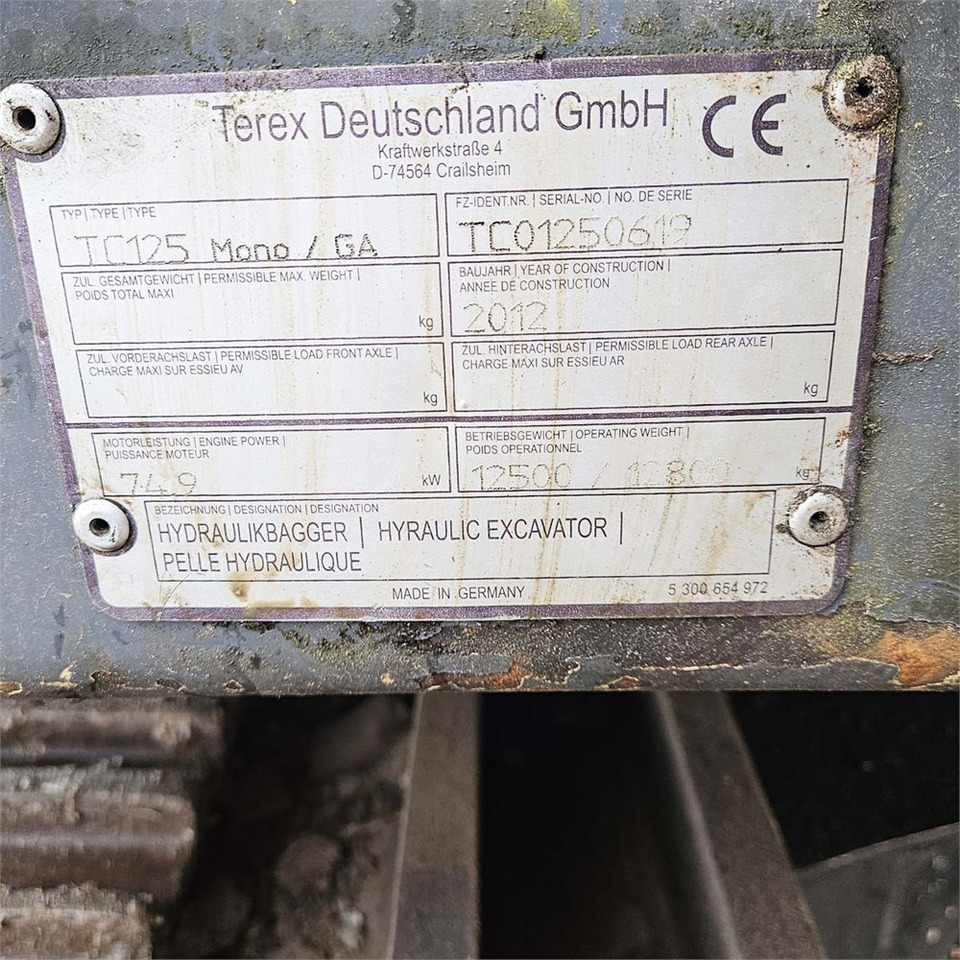 Terex Deutschland GmbH
Kraftwerkstraße 4
D-74564 Crailsheim
CE
TYP | TYPE | TYPE
TC125 Mono / GA
FZ-IDENT.NR. | SERIAL-NO. | NO. DE SERIE
TC01250619
ZUL. GESAMTGEWICHT | PERMISSIBLE MAX. WEIGHT |
POIDS TOTAL MAXI
kg
BAUJAHR | YEAR OF CONSTRUCTION |
ANNEE DE CONSTRUCTION
2012
ZUL. VORDERACHSLAST | PERMISSIBLE LOAD FRONT AXLE |
CHARGE MAXI SUR ESSIEU AV
kg
ZUL. HINTERACHSLAST | PERMISSIBLE LOAD REAR AXLE |
CHARGE MAXI SUR ESSIEU AR
kg
MOTORLEISTUNG | ENGINE POWER |
PUISSANCE MOTEUR
74.9 kW
BETRIEBSGEWICHT | OPERATING WEIGHT |
POIDS OPERATIONNEL
12500 / 12800 kg
BEZEICHNUNG | DESIGNATION | DESIGNATION
HYDRAULIKBAGGER | HYRAULIC EXCAVATOR |
PELLE HYDRAULIQUE
MADE IN GERMANY
5 300 654 972